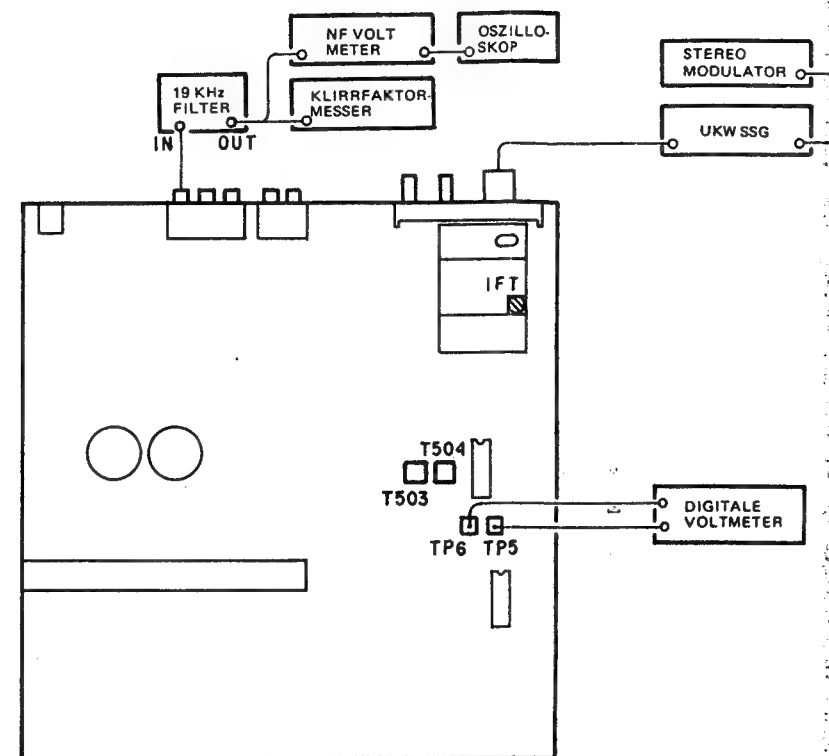 NF VOLT
METER
OSZILLO-
SKOP
STEREO
MODULATOR
19 KHz
FILTER
KLIRRFAKTOR-
MESSER
UKW SSG
IN
OUT
IFT
T504
T503
DIGITALE
VOLTMETER
TP6 TP5